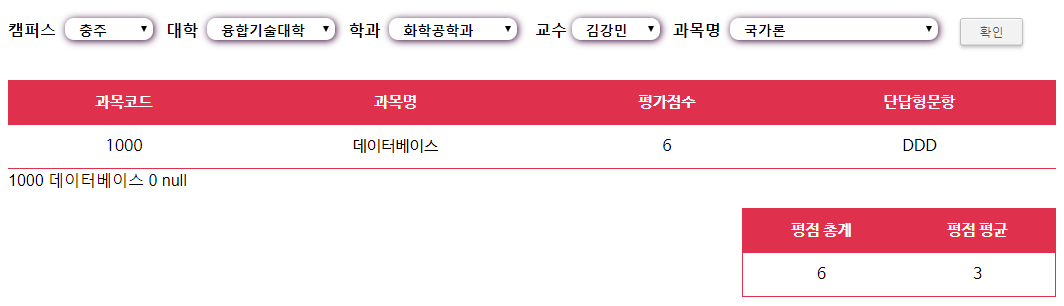 캠퍼스 충주 대학 융합기술대학 학과 화학공학과 교수 김강민 과목명 국가론 확인
과목코드 과목명 평가점수 단답형문항
1000 데이터베이스 6 DDD
1000 데이터베이스 0 null
평점 총계 평점 평균
6 3